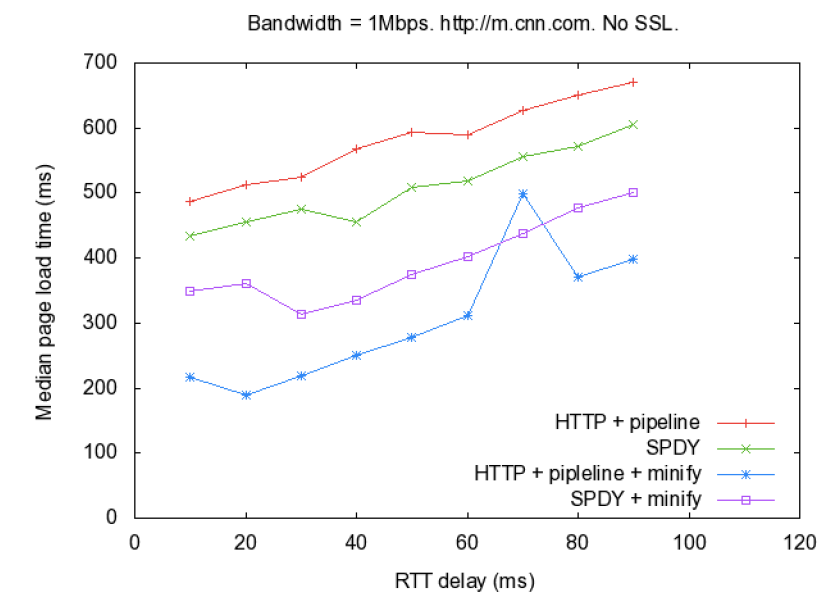 Bandwidth = 1Mbps. http://m.cnn.com. No SSL.
Median page load time (ms)
700
600
500
400
300
200
100
0
HTTP + pipeline
SPDY
HTTP + pipleline + minify
SPDY + minify
0 20 40 60 80 100 120
RTT delay (ms)